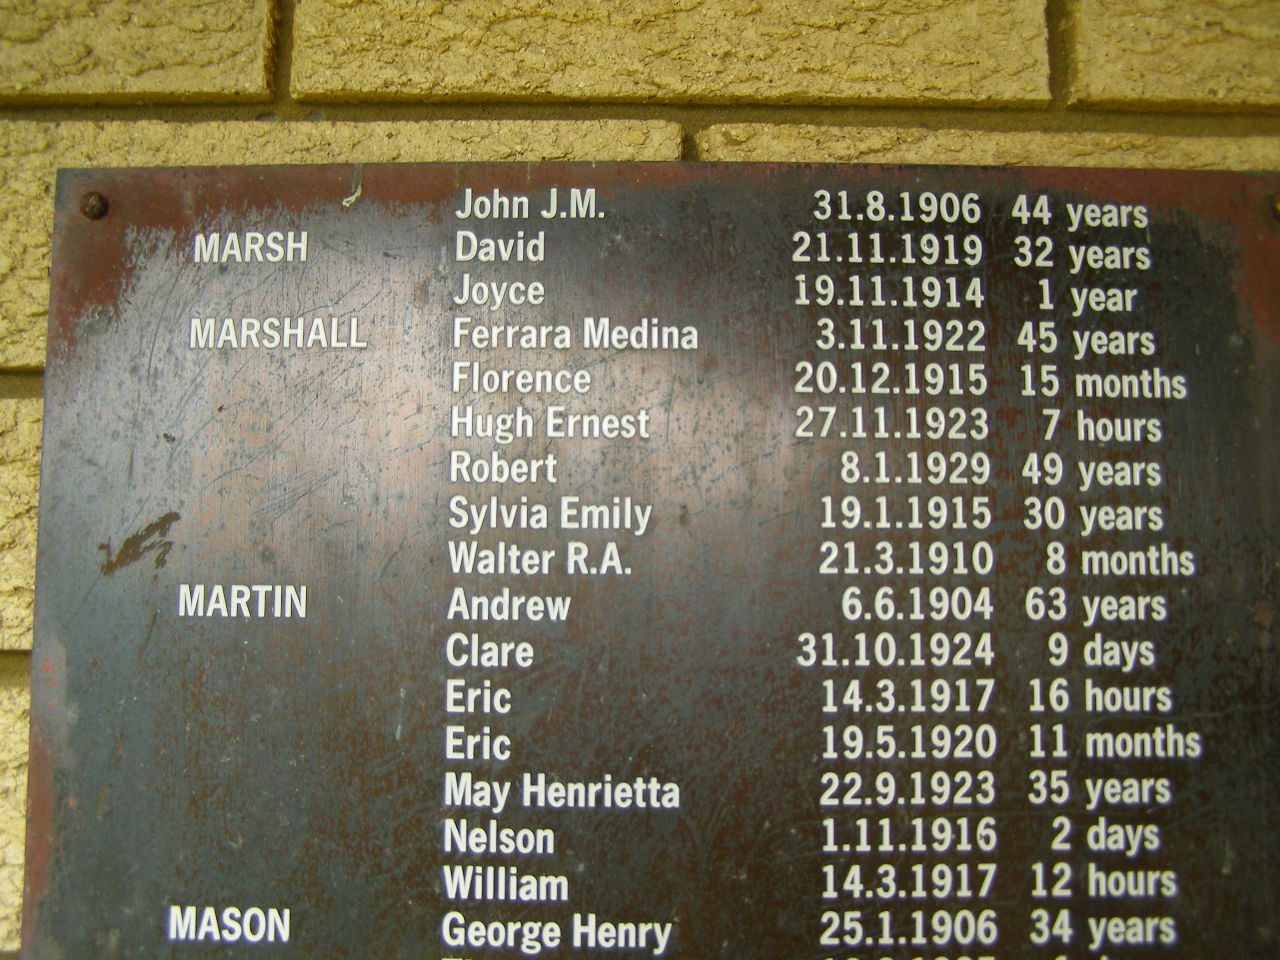 John J.M. 31.8.1906 44 years
MARSH David 21.11.1919 32 years
Joyce 19.11.1914 1 year
MARSHALL Ferrara Medina 3.11.1922 45 years
Florence 20.12.1915 15 months
Hugh Ernest 27.11.1923 7 hours
Robert 8.1.1929 49 years
Sylvia Emily 19.1.1915 30 years
Walter R.A. 21.3.1910 8 months
MARTIN Andrew 6.6.1904 63 years
Clare 31.10.1924 9 days
Eric 14.3.1917 16 hours
Eric 19.5.1920 11 months
May Henrietta 22.9.1923 35 years
Nelson 1.11.1916 2 days
William 14.3.1917 12 hours
MASON George Henry 25.1.1906 34 years